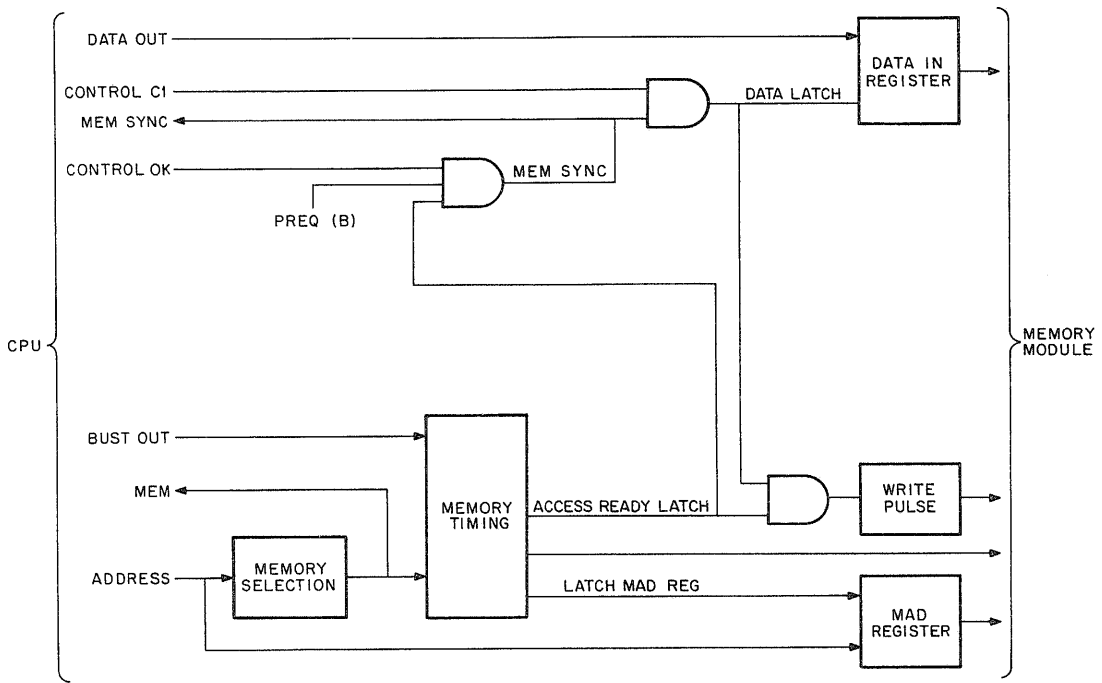 DATA OUT
DATA IN
REGISTER
CONTROL C1
DATA LATCH
MEM SYNC
CONTROL OK
MEM SYNC
PREQ (B)
CPU
MEMORY
MODULE
BUST OUT
MEM
MEMORY
TIMING
ACCESS READY LATCH
WRITE
PULSE
ADDRESS
MEMORY
SELECTION
LATCH MAD REG
MAD
REGISTER